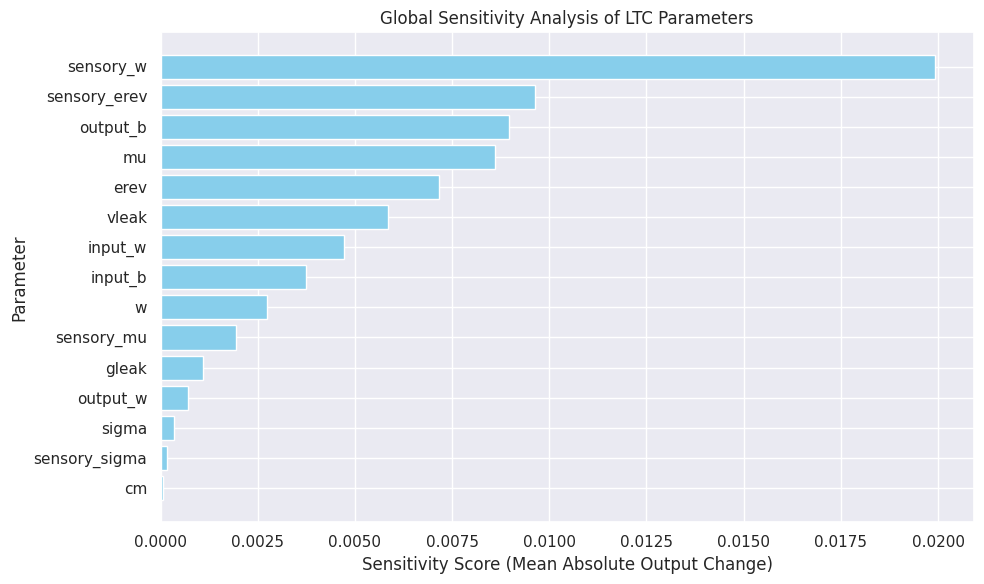 Global Sensitivity Analysis of LTC Parameters
Parameter
sensory_w
sensory_erev
output_b
mu
erev
vleak
input_w
input_b
w
sensory_mu
gleak
output_w
sigma
sensory_sigma
cm
0.0000 0.0025 0.0050 0.0075 0.0100 0.0125 0.0150 0.0175 0.0200
Sensitivity Score (Mean Absolute Output Change)